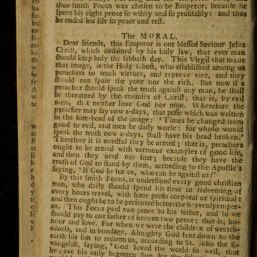 thus smith Focus was chosen to be Emperor, because he
spent his eight pence so wisely and so profitably: and thus
he ended his life in peace and rest.
The MORAL.
Dear friends, this Emperor is our blessed Saviour Jesus
Christ, which ordained by his holy law, that ever man
should keep holy the sabbath day. This Virgil that made
that image, is the Holy Ghost, who established among us
preachers to teach virtues, and reprove vice, and they
should not spare the poor nor the rich. But now if a
preacher should speak the truth against any man, he shall
be threatned by the enimies of Christ; that is, by evil
men, that neither love God nor man. Wherefore the
preacher may say now a-days, that posie which was written
in the fore-head of the image: 'Times be changed from
good to evil, and men be daily worse: for whoso would
speak the truth now a-days, shall have his head broken.'
Therefore it is needful they be armed; that is, preachers
ought to be armed with vertuous examples of good life,
and then they need not fear; because they have the
truth of God to stand by them, according to the Apostle's
saying, 'If God be for us, who can be against us?'
By this smith Focus, is understood every good christian
man, who daily should spend his time in redeeming of
every hours travel, with some profit corporal or spiritual:
and then ought he to be presented before the heavenly emper-
or. This Focus paid two pence to his father, and so we
should pay to our father of heaven two pence; that is, ho-
nour and love. For when we were the children of wretch-
edness, and in bondage, Almighty God sent down to the
earth his son to redeem us, according to St. John the E-
vangelist, saying, 'God loved the world so well, that
he gave his only begotten Son, for the